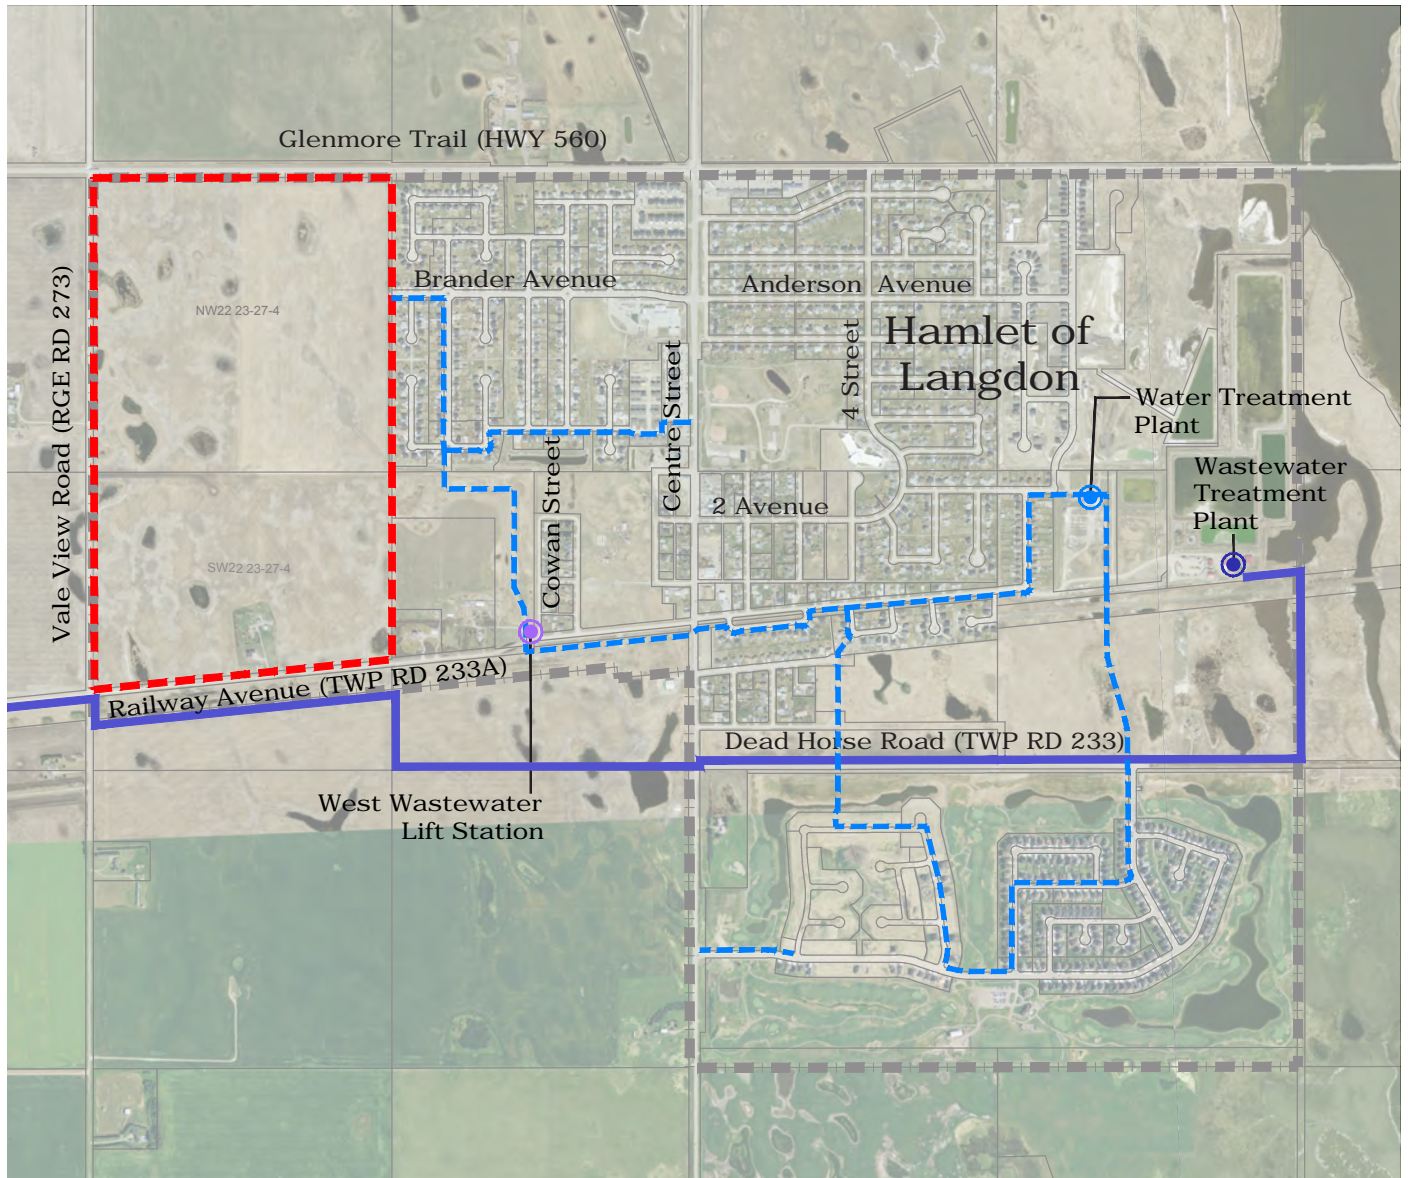 Glenmore Trail (HWY 560)
Brander Avenue
Anderson Avenue
NW22 23-27-4
Hamlet of
Langdon
4 Street
Centre Street
Vale View Road (RGE RD 273)
Water Treatment
Plant
Wastewater
Treatment
Plant
Cowan Street
2 Avenue
SW22 23-27-4
Railway Avenue (TWP RD 233A)
Dead Horse Road (TWP RD 233)
West Wastewater
Lift Station